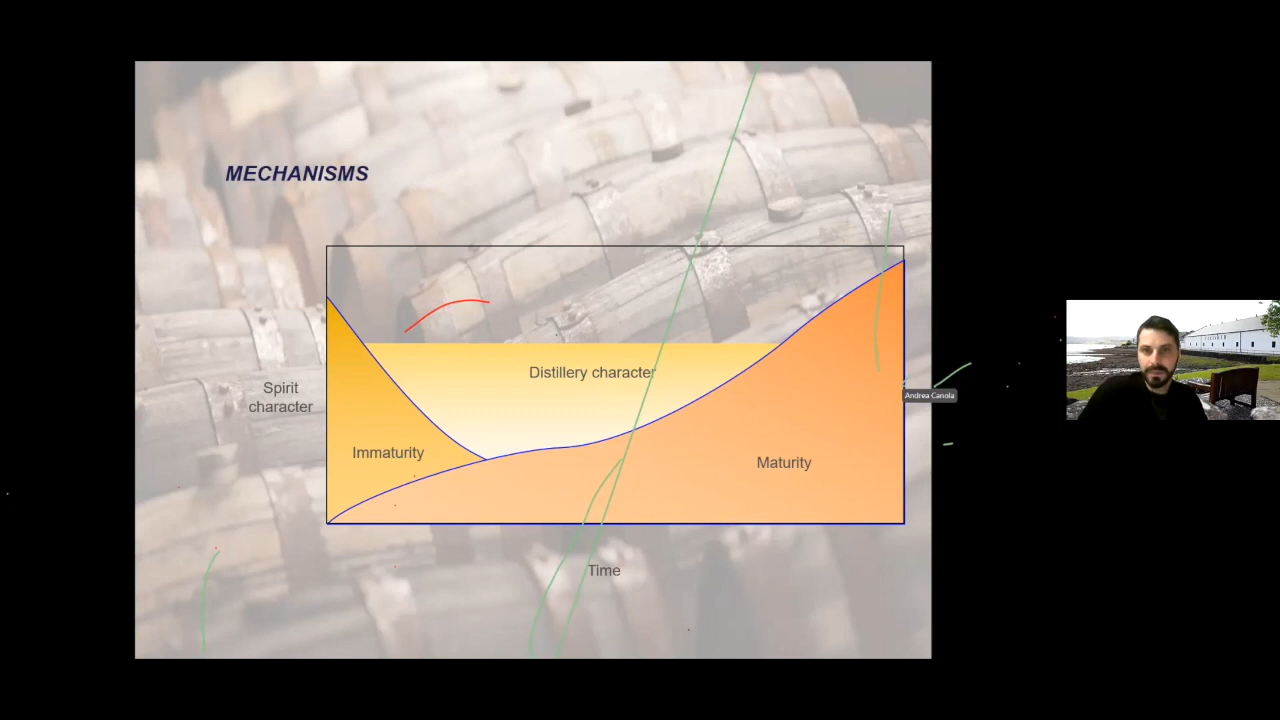 MECHANISMS
Distillery character
Spirit
character
Immaturity
Maturity
Andrea Canola
Time